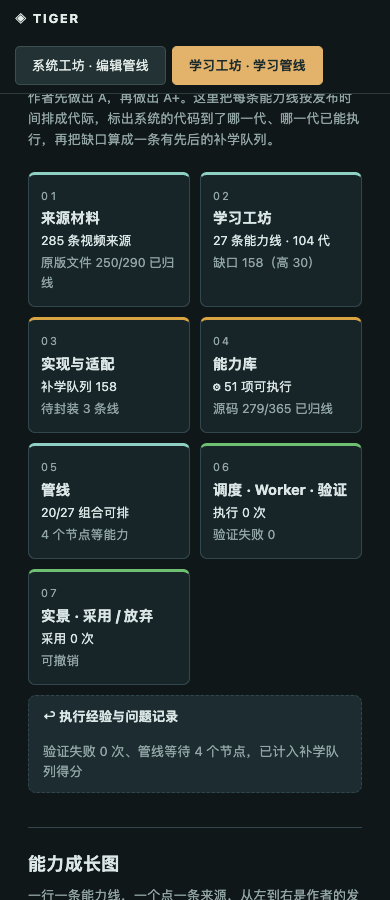 ◈ TIGER
系统工坊 · 编辑管线
学习工坊 · 学习管线
作者先做出 A，再做出 A+。这里把每条能力线按发布时
间排成代际，标出系统的代码到了哪一代、哪一代已能执
行，再把缺口算成一条有先后的补学队列。
01
来源材料
285 条视频来源
原版文件 250/290 已归
线
02
学习工坊
27 条能力线 · 104 代
缺口 158（高 30）
03
实现与适配
补学队列 158
待封装 3 条线
04
能力库
⚙ 51 项可执行
源码 279/365 已归线
05
管线
20/27 组合可排
4 个节点等能力
06
调度 · Worker · 验证
执行 0 次
验证失败 0
07
实景 · 采用 / 放弃
采用 0 次
可撤销
↩ 执行经验与问题记录
验证失败 0 次、管线等待 4 个节点，已计入补学队
列得分
能力成长图
一行一条能力线，一个点一条来源，从左到右是作者的发